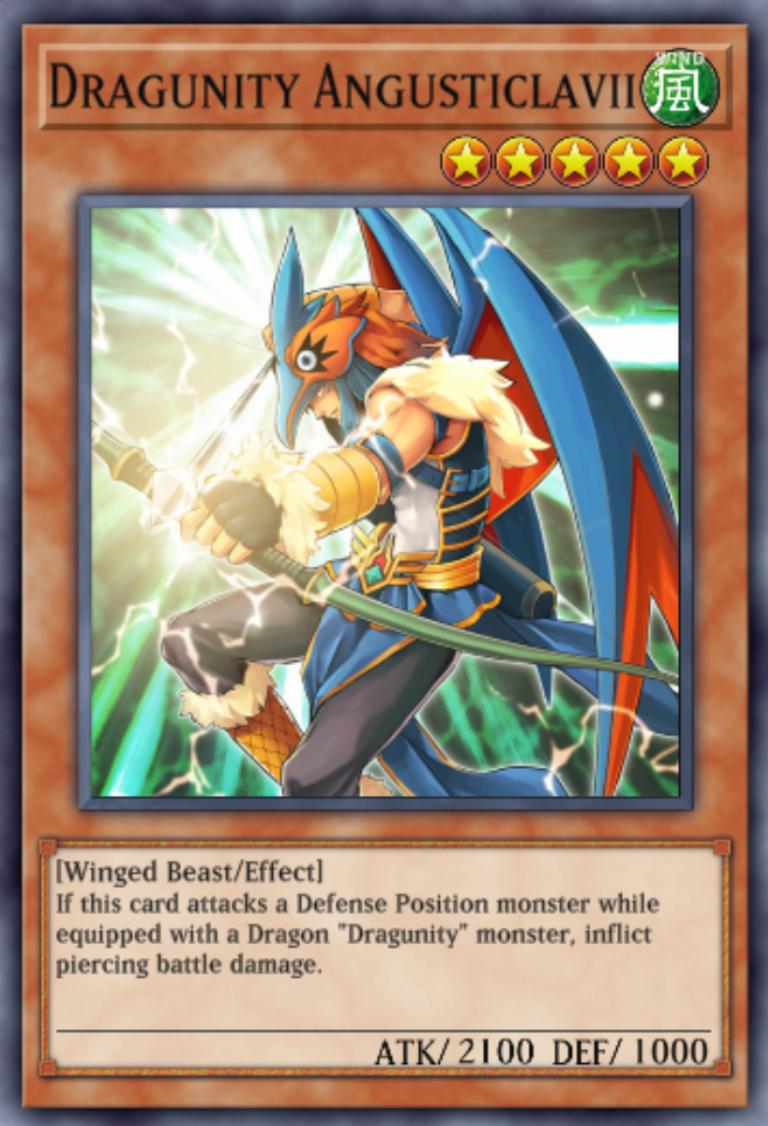 DRAGUNITY ANGUSTICLAVII
WIND
風
[Winged Beast/Effect]
If this card attacks a Defense Position monster while
equipped with a Dragon "Dragunity" monster, inflict
piercing battle damage.
ATK/ 2100 DEF/ 1000